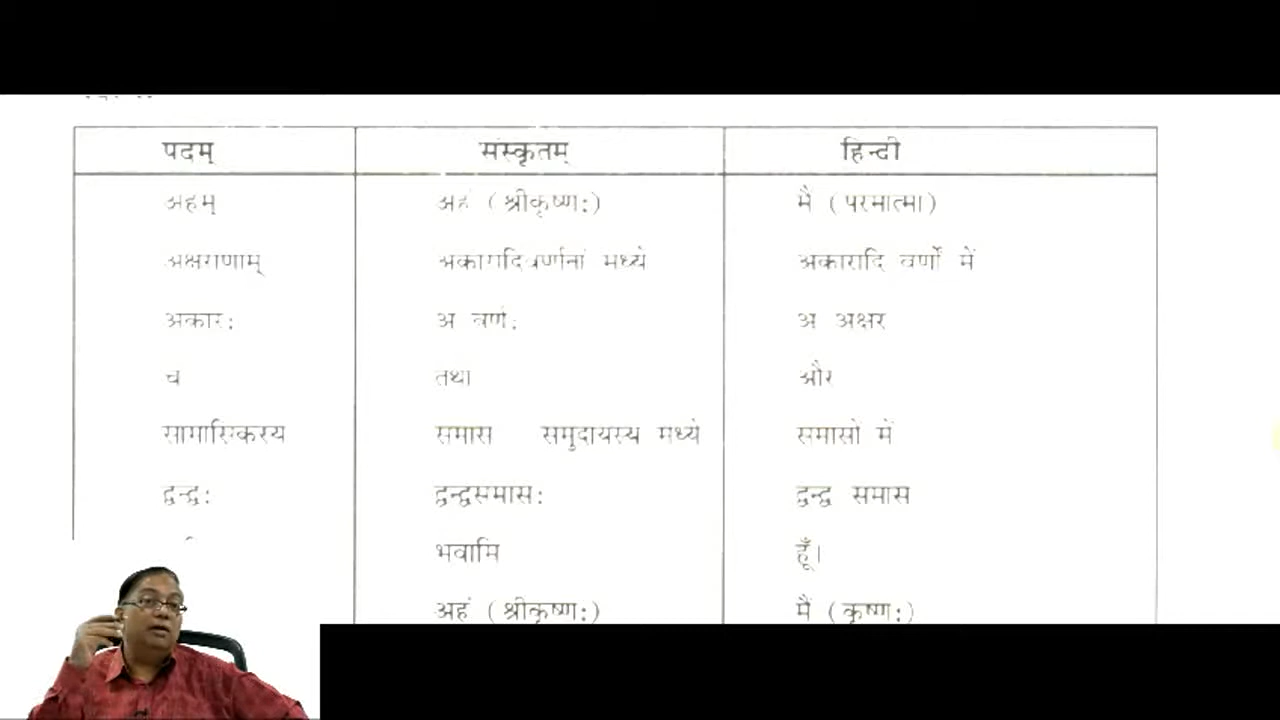 पदम् संस्कृतम् हिन्दी
अहम् अहं (श्रीकृष्णः) मैं (परमात्मा)
अक्षराणाम् अकारादिवर्णानां मध्ये अकारादि वर्णों में
अकारः अ वर्णः अ अक्षर
च तथा और
सामासिकस्य समास समुदायस्य मध्ये समासों में
द्वन्द्वः द्वन्द्वसमासः द्वन्द्व समास
भवामि हूँ।
अहं (श्रीकृष्णः) मैं (कृष्णः)